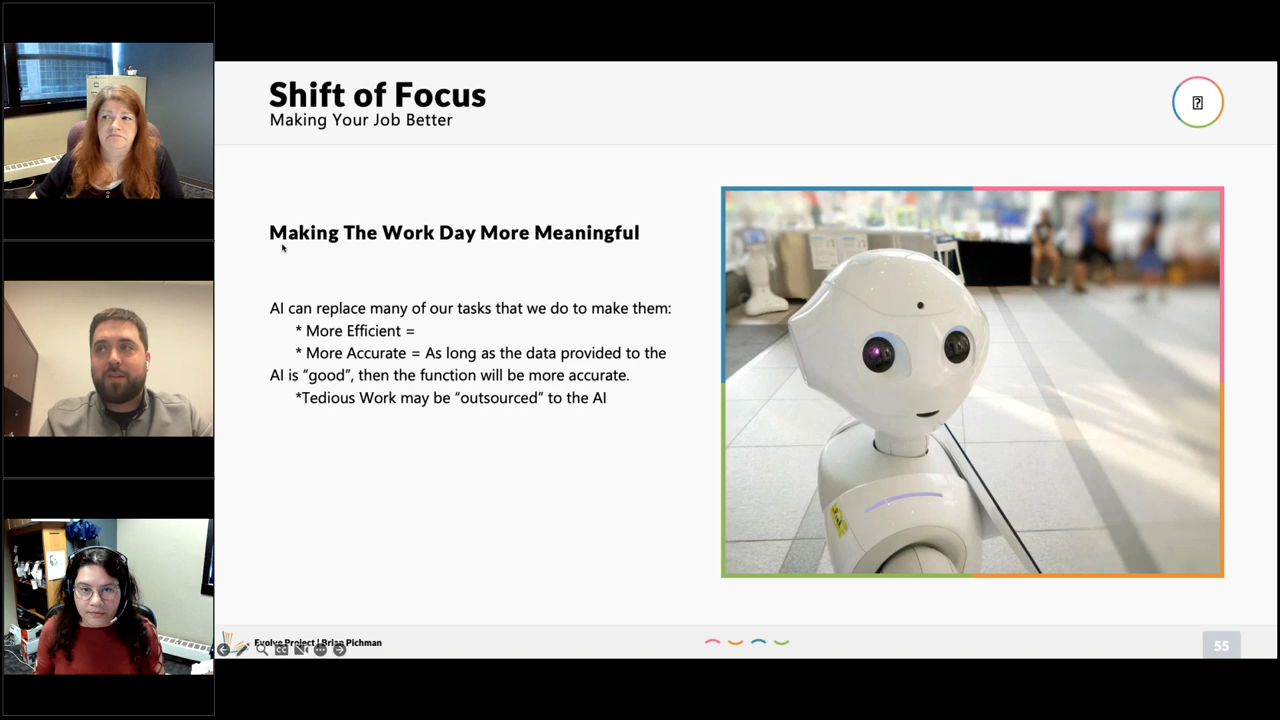 Shift of Focus
Making Your Job Better
Making The Work Day More Meaningful
AI can replace many of our tasks that we do to make them:
* More Efficient =
* More Accurate = As long as the data provided to the
AI is “good”, then the function will be more accurate.
*Tedious Work may be “outsourced” to the AI
Evolve Project | Brian Pichman
55